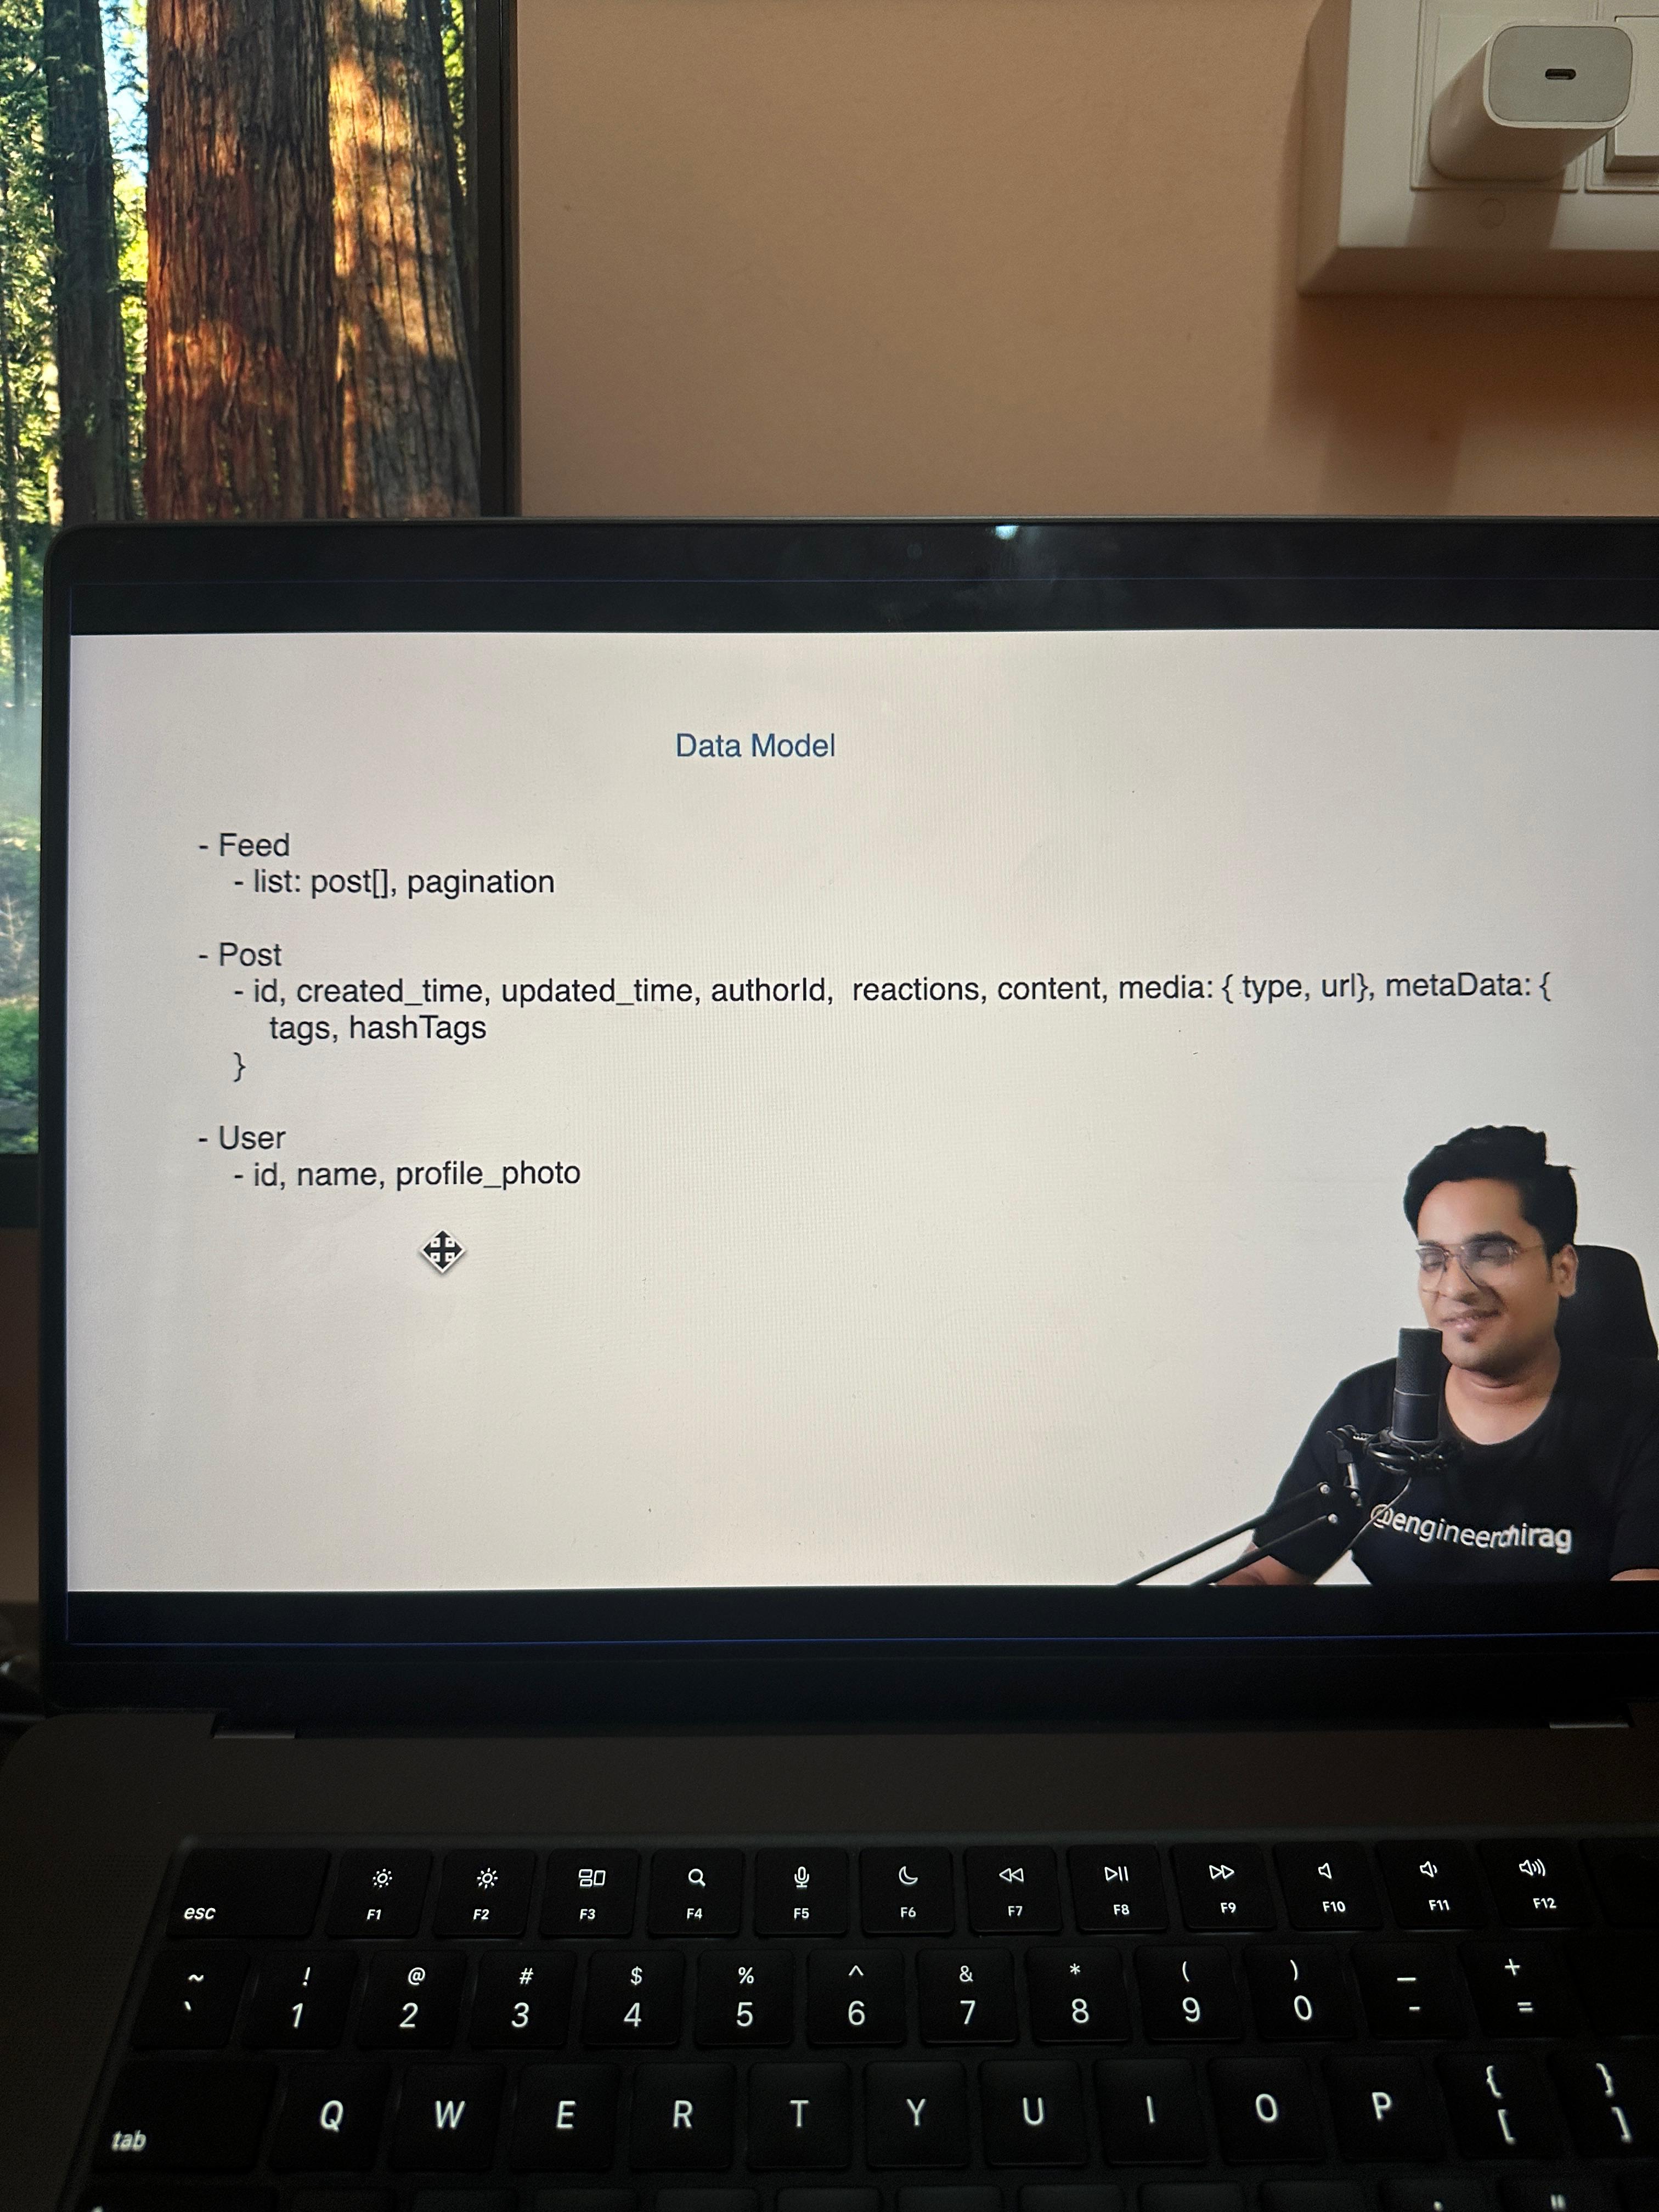 Data Model
- Feed
- list: post[], pagination
- Post
- id, created_time, updated_time, authorId, reactions, content, media: { type, url}, metaData: {
tags, hashTags
}
- User
- id, name, profile_photo
@engineerchirag
esc F1 F2 F3 F4 F5 F6 F7 F8 F9 F10 F11 F12
~ ! @ # $ % ^ & * ( ) _ +
` 1 2 3 4 5 6 7 8 9 0 - =
tab Q W E R T Y U I O P { [ } ]